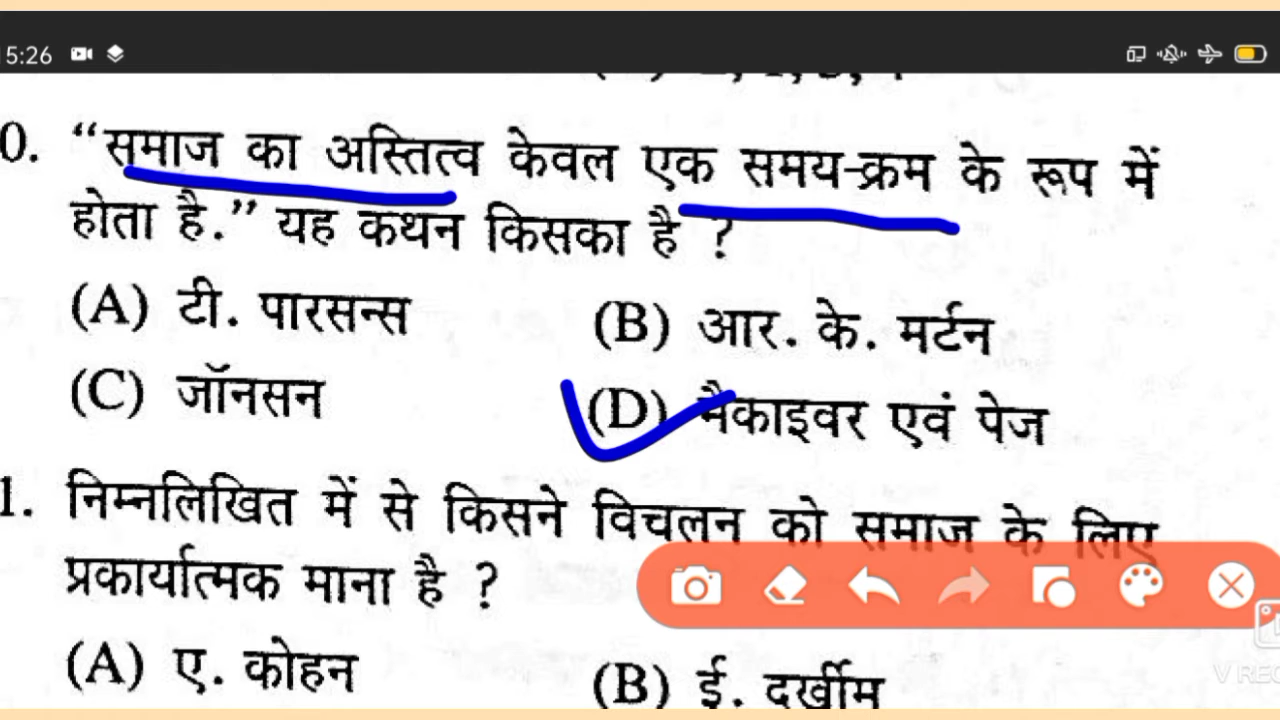 5:26
0. “समाज का अस्तित्व केवल एक समय-क्रम के रूप में
होता है.” यह कथन किसका है ?
(A) टी. पारसन्स (B) आर. के. मर्टन
(C) जॉनसन (D) मैकाइवर एवं पेज
1. निम्नलिखित में से किसने विचलन को समाज के लिए
प्रकार्यात्मक माना है ?
(A) ए. कोहन (B) ई. दुर्खीम
V REC